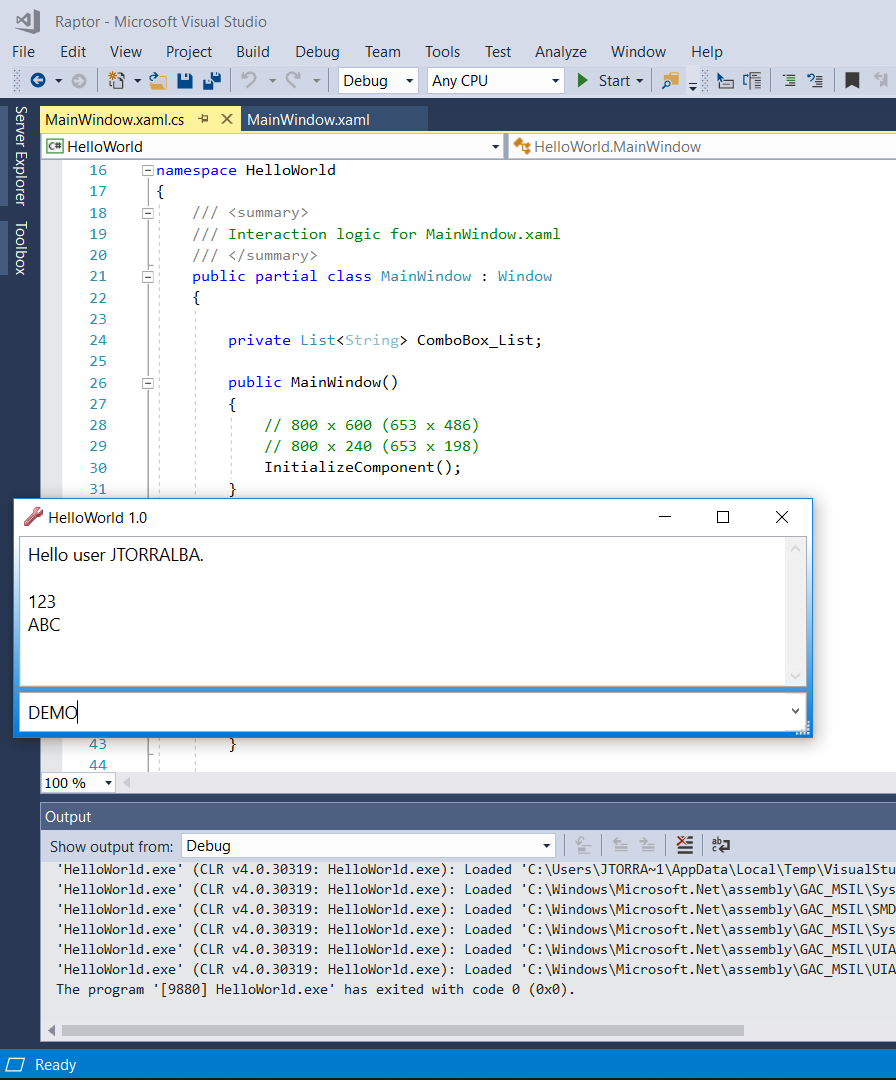 Raptor - Microsoft Visual Studio
File Edit View Project Build Debug Team Tools Test Analyze Window Help
Debug Any CPU Start
Server Explorer
Toolbox
MainWindow.xaml.cs MainWindow.xaml
C# HelloWorld HelloWorld.MainWindow
16 namespace HelloWorld
17 {
18 /// <summary>
19 /// Interaction logic for MainWindow.xaml
20 /// </summary>
21 public partial class MainWindow : Window
22 {
23
24 private List<String> ComboBox_List;
25
26 public MainWindow()
27 {
28 // 800 x 600 (653 x 486)
29 // 800 x 240 (653 x 198)
30 InitializeComponent();
31 }
HelloWorld 1.0
Hello user JTORRALBA.
123
ABC
DEMO
43 }
44
100 %
Output
Show output from: Debug
'HelloWorld.exe' (CLR v4.0.30319: HelloWorld.exe): Loaded 'C:\Users\JTORRA~1\AppData\Local\Temp\VisualStu
'HelloWorld.exe' (CLR v4.0.30319: HelloWorld.exe): Loaded 'C:\Windows\Microsoft.Net\assembly\GAC_MSIL\Sys
'HelloWorld.exe' (CLR v4.0.30319: HelloWorld.exe): Loaded 'C:\Windows\Microsoft.Net\assembly\GAC_MSIL\SMD
'HelloWorld.exe' (CLR v4.0.30319: HelloWorld.exe): Loaded 'C:\Windows\Microsoft.Net\assembly\GAC_MSIL\Sys
'HelloWorld.exe' (CLR v4.0.30319: HelloWorld.exe): Loaded 'C:\Windows\Microsoft.Net\assembly\GAC_MSIL\UIA
'HelloWorld.exe' (CLR v4.0.30319: HelloWorld.exe): Loaded 'C:\Windows\Microsoft.Net\assembly\GAC_MSIL\UIA
The program '[9880] HelloWorld.exe' has exited with code 0 (0x0).
Ready